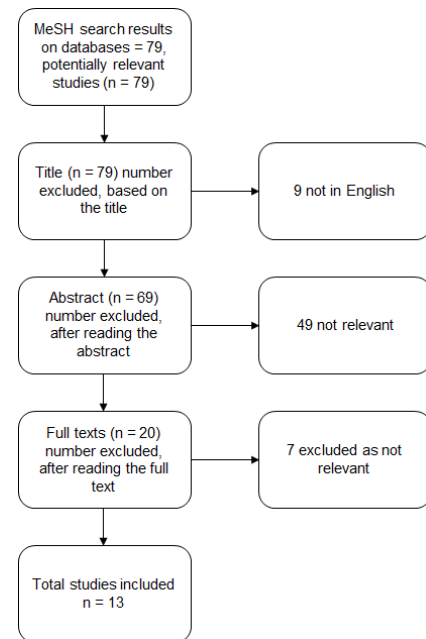 MeSH search results
on databases = 79,
potentially relevant
studies (n = 79)
Title (n = 79) number
excluded, based on
the title
9 not in English
Abstract (n = 69)
number excluded,
after reading the
abstract
49 not relevant
Full texts (n = 20)
number excluded,
after reading the full
text
7 excluded as not
relevant
Total studies included
n = 13